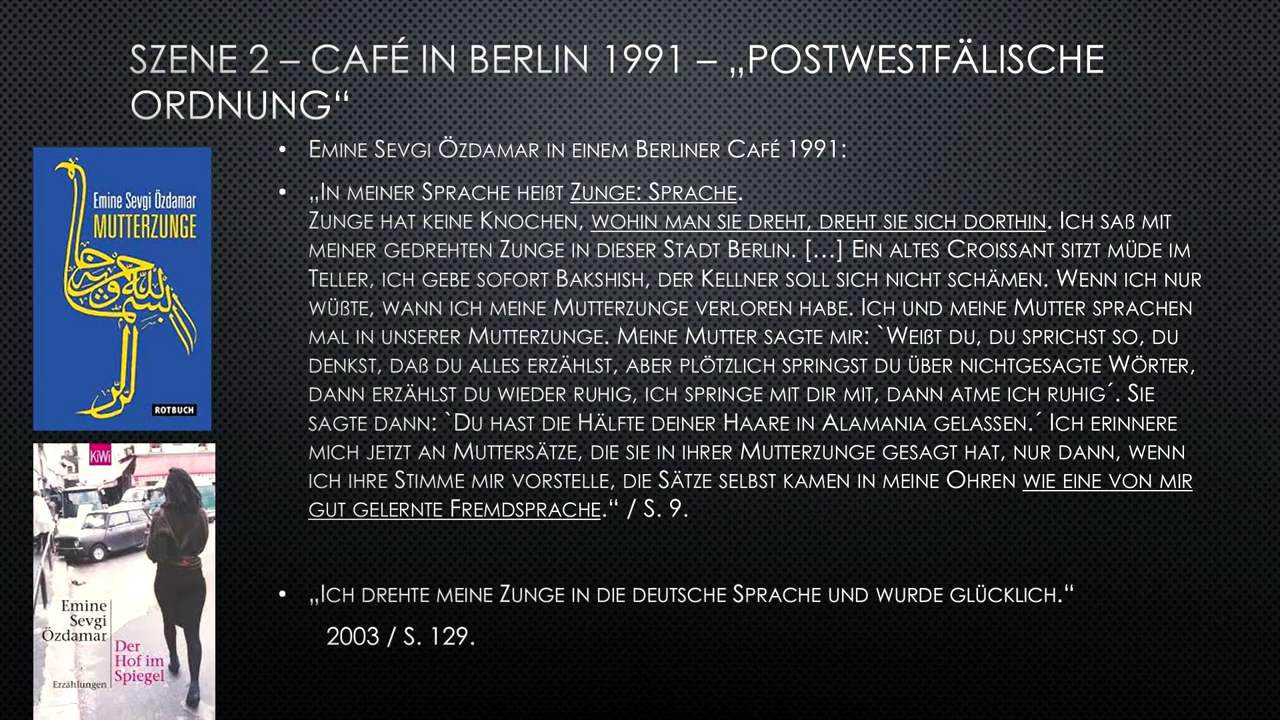 SZENE 2 – CAFÉ IN BERLIN 1991 – „POSTWESTFÄLISCHE
ORDNUNG“
• EMINE SEVGI ÖZDAMAR IN EINEM BERLINER CAFÉ 1991:
• „IN MEINER SPRACHE HEIßT ZUNGE: SPRACHE.
ZUNGE HAT KEINE KNOCHEN, WOHIN MAN SIE DREHT, DREHT SIE SICH DORTHIN. ICH SAß MIT
MEINER GEDREHTEN ZUNGE IN DIESER STADT BERLIN. […] EIN ALTES CROISSANT SITZT MÜDE IM
TELLER, ICH GEBE SOFORT BAKSHISH, DER KELLNER SOLL SICH NICHT SCHÄMEN. WENN ICH NUR
WÜßTE, WANN ICH MEINE MUTTERZUNGE VERLOREN HABE. ICH UND MEINE MUTTER SPRACHEN
MAL IN UNSERER MUTTERZUNGE. MEINE MUTTER SAGTE MIR: `WEIßT DU, DU SPRICHST SO, DU
DENKST, DAß DU ALLES ERZÄHLST, ABER PLÖTZLICH SPRINGST DU ÜBER NICHTGESAGTE WÖRTER,
DANN ERZÄHLST DU WIEDER RUHIG, ICH SPRINGE MIT DIR MIT, DANN ATME ICH RUHIG´. SIE
SAGTE DANN: `DU HAST DIE HÄLFTE DEINER HAARE IN ALAMANIA GELASSEN.´ ICH ERINNERE
MICH JETZT AN MUTTERSÄTZE, DIE SIE IN IHRER MUTTERZUNGE GESAGT HAT, NUR DANN, WENN
ICH IHRE STIMME MIR VORSTELLE, DIE SÄTZE SELBST KAMEN IN MEINE OHREN WIE EINE VON MIR
GUT GELERNTE FREMDSPRACHE.“ / S. 9.
• „ICH DREHTE MEINE ZUNGE IN DIE DEUTSCHE SPRACHE UND WURDE GLÜCKLICH.“
2003 / S. 129.
Emine Sevgi Özdamar
MUTTERZUNGE
ROTBUCH
KiWi
Emine
Sevgi
Özdamar
Der
Hof im
Spiegel
Erzählungen